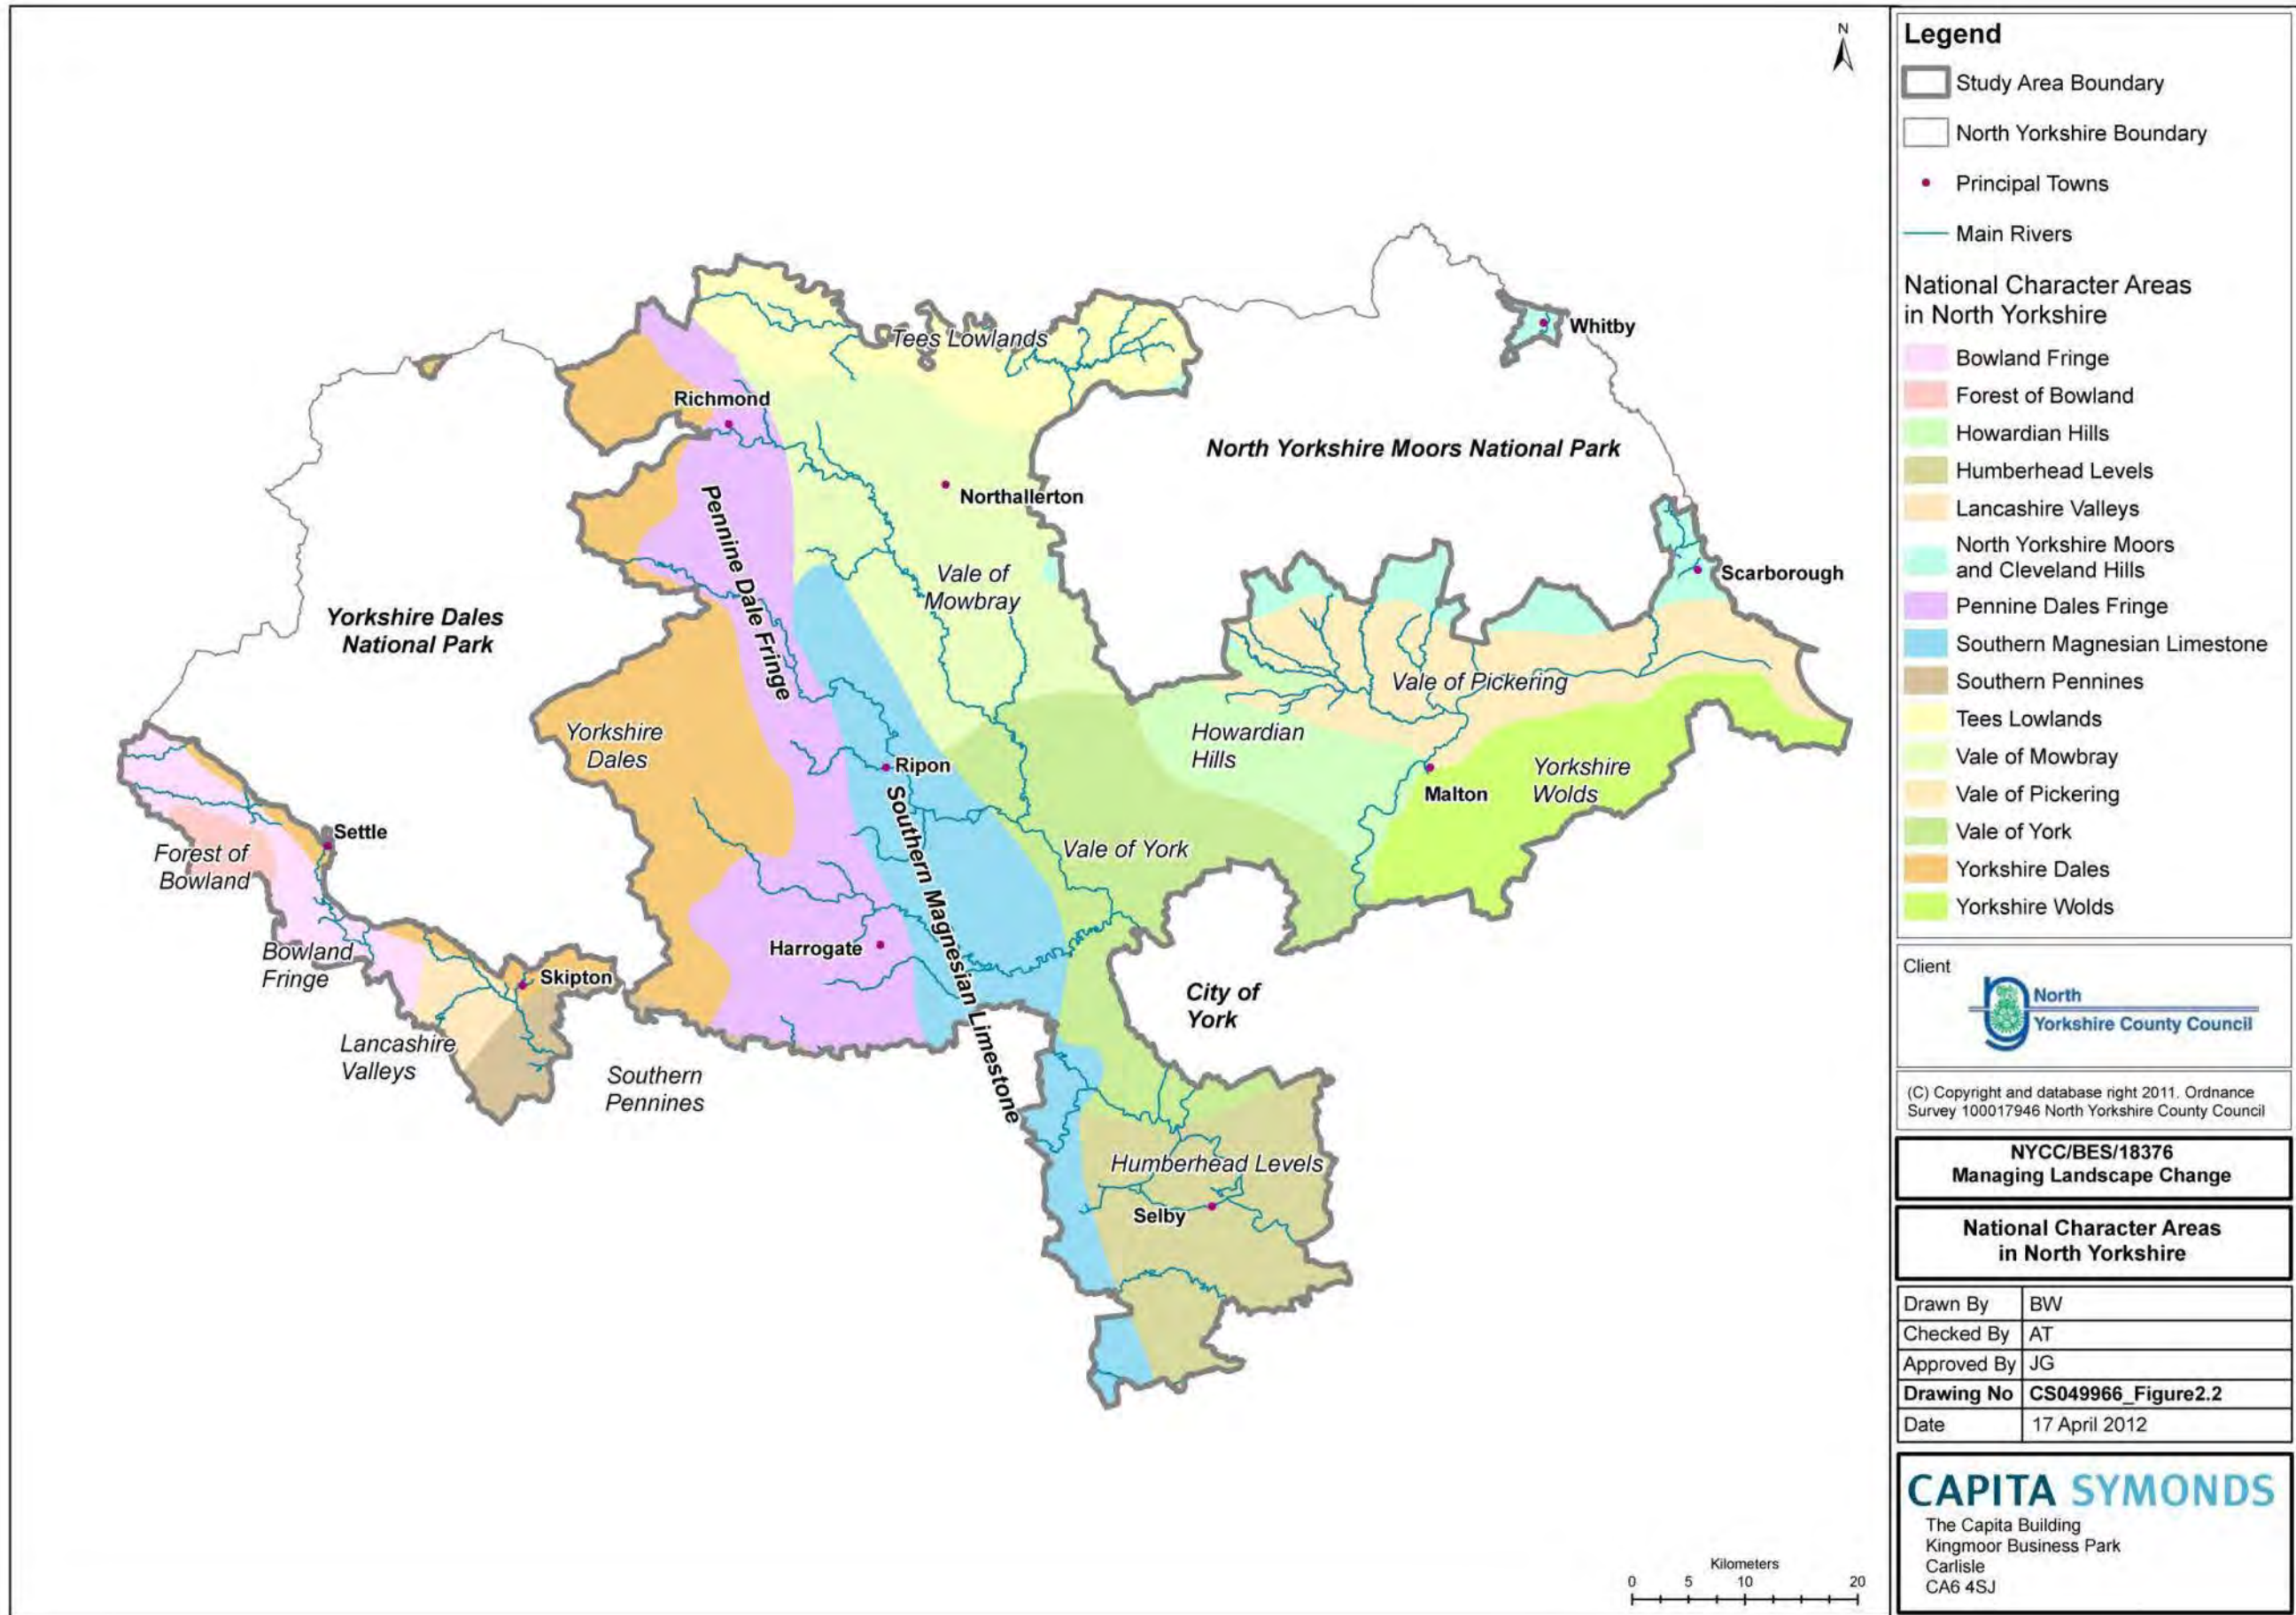 N
Whitby
Tees Lowlands
Richmond
North Yorkshire Moors National Park
Northallerton
Pennine Dale Fringe
Vale of
Mowbray
Scarborough
Yorkshire Dales
National Park
Vale of Pickering
Yorkshire
Dales
Howardian
Hills
Ripon
Yorkshire
Wolds
Malton
Southern Magnesian Limestone
Settle
Forest of
Bowland
Vale of York
Bowland
Fringe
Harrogate
Skipton
City of
York
Lancashire
Valleys
Southern
Pennines
Humberhead Levels
Selby
Kilometers
0 5 10 20
Legend
Study Area Boundary
North Yorkshire Boundary
Principal Towns
Main Rivers
National Character Areas
in North Yorkshire
Bowland Fringe
Forest of Bowland
Howardian Hills
Humberhead Levels
Lancashire Valleys
North Yorkshire Moors
and Cleveland Hills
Pennine Dales Fringe
Southern Magnesian Limestone
Southern Pennines
Tees Lowlands
Vale of Mowbray
Vale of Pickering
Vale of York
Yorkshire Dales
Yorkshire Wolds
Client
North
Yorkshire County Council
(C) Copyright and database right 2011. Ordnance
Survey 100017946 North Yorkshire County Council
NYCC/BES/18376
Managing Landscape Change
National Character Areas
in North Yorkshire
Drawn By BW
Checked By AT
Approved By JG
Drawing No CS049966_Figure2.2
Date 17 April 2012
CAPITA SYMONDS
The Capita Building
Kingmoor Business Park
Carlisle
CA6 4SJ